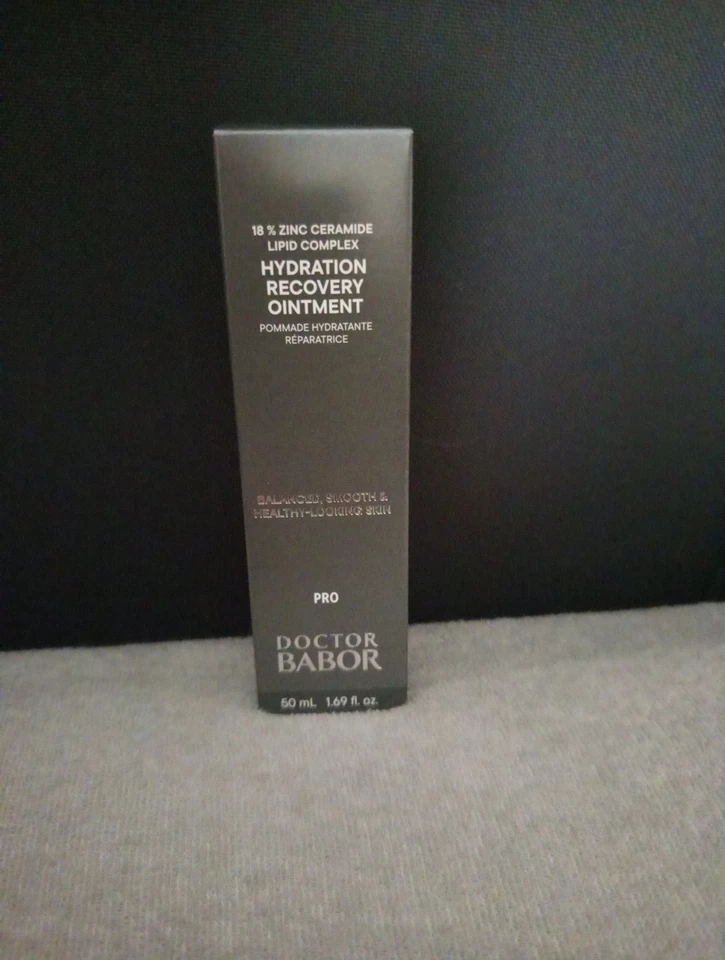 18 % ZINC CERAMIDE
LIPID COMPLEX
HYDRATION
RECOVERY
OINTMENT
POMMADE HYDRATANTE
RÉPARATRICE
BALANCED, SMOOTH &
HEALTHY-LOOKING SKIN
PRO
DOCTOR
BABOR
50 mL 1.69 fl. oz.